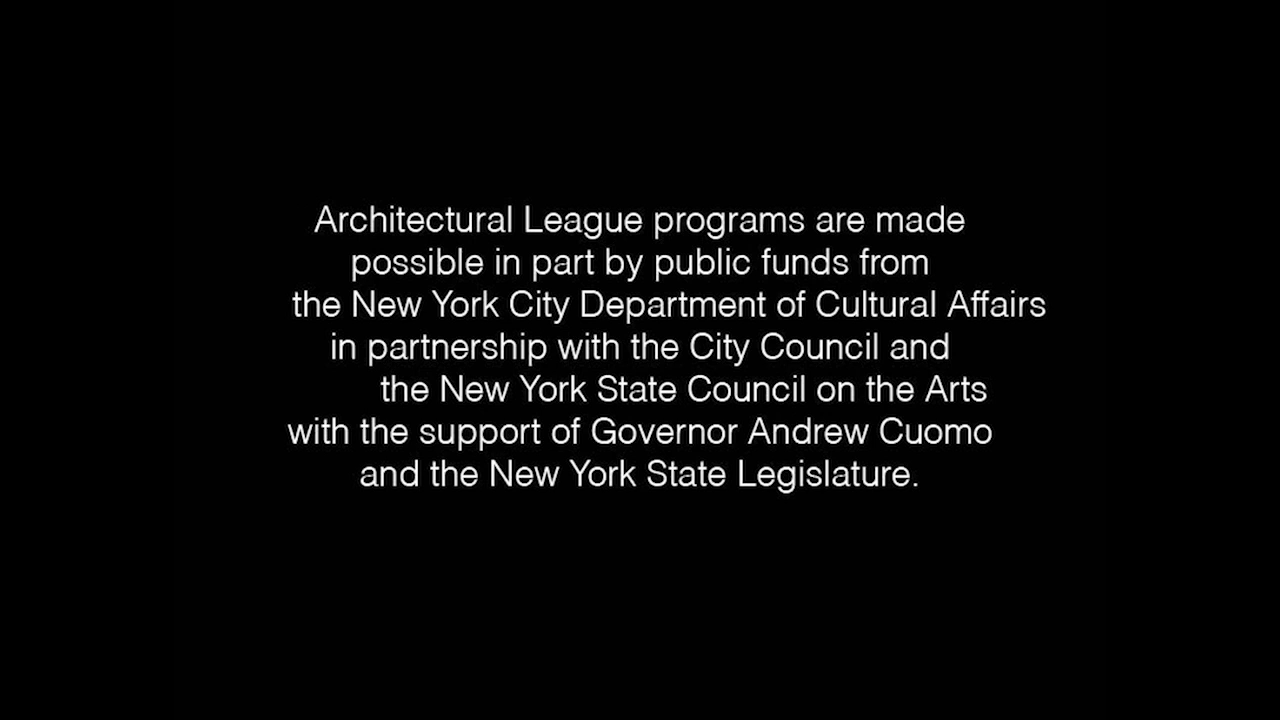 Architectural League programs are made
possible in part by public funds from
the New York City Department of Cultural Affairs
in partnership with the City Council and
the New York State Council on the Arts
with the support of Governor Andrew Cuomo
and the New York State Legislature.